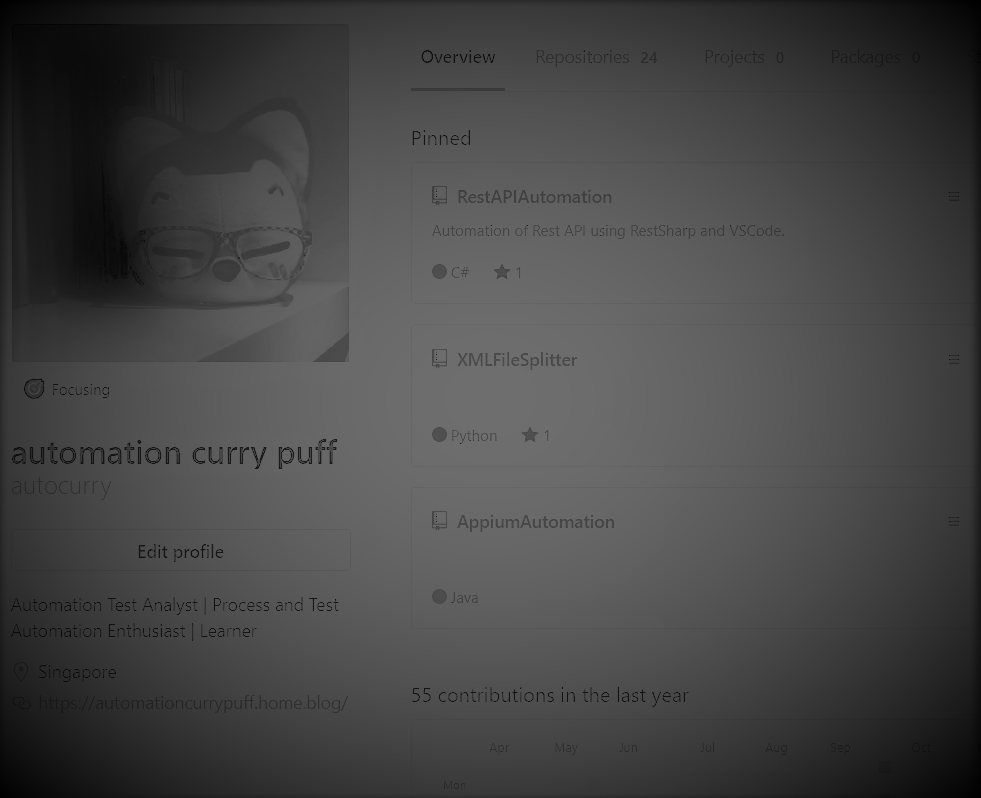 Overview Repositories 24 Projects 0 Packages 0
Pinned
RestAPIAutomation
Automation of Rest API using RestSharp and VSCode.
C# 1
XMLFileSplitter
Python 1
AppiumAutomation
Java
Focusing
automation curry puff
autocurry
Edit profile
Automation Test Analyst | Process and Test
Automation Enthusiast | Learner
Singapore
https://automationcurrypuff.home.blog/
55 contributions in the last year
Apr May Jun Jul Aug Sep Oct
Mon